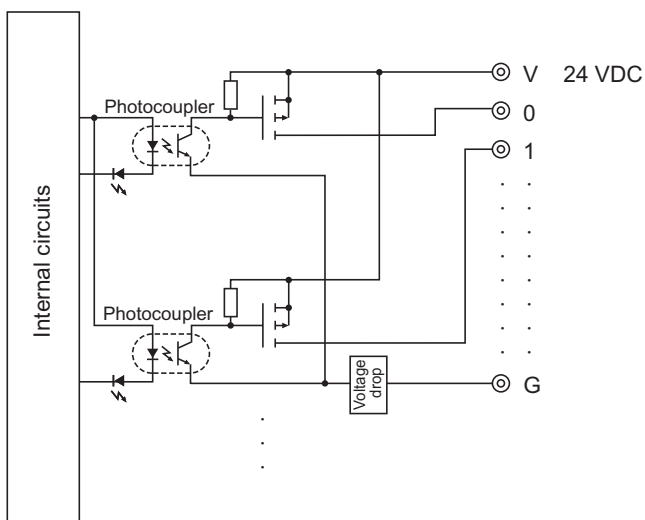 V 24 VDC
Photocoupler
0
1
Internal circuits
Photocoupler
Voltage
drop
G